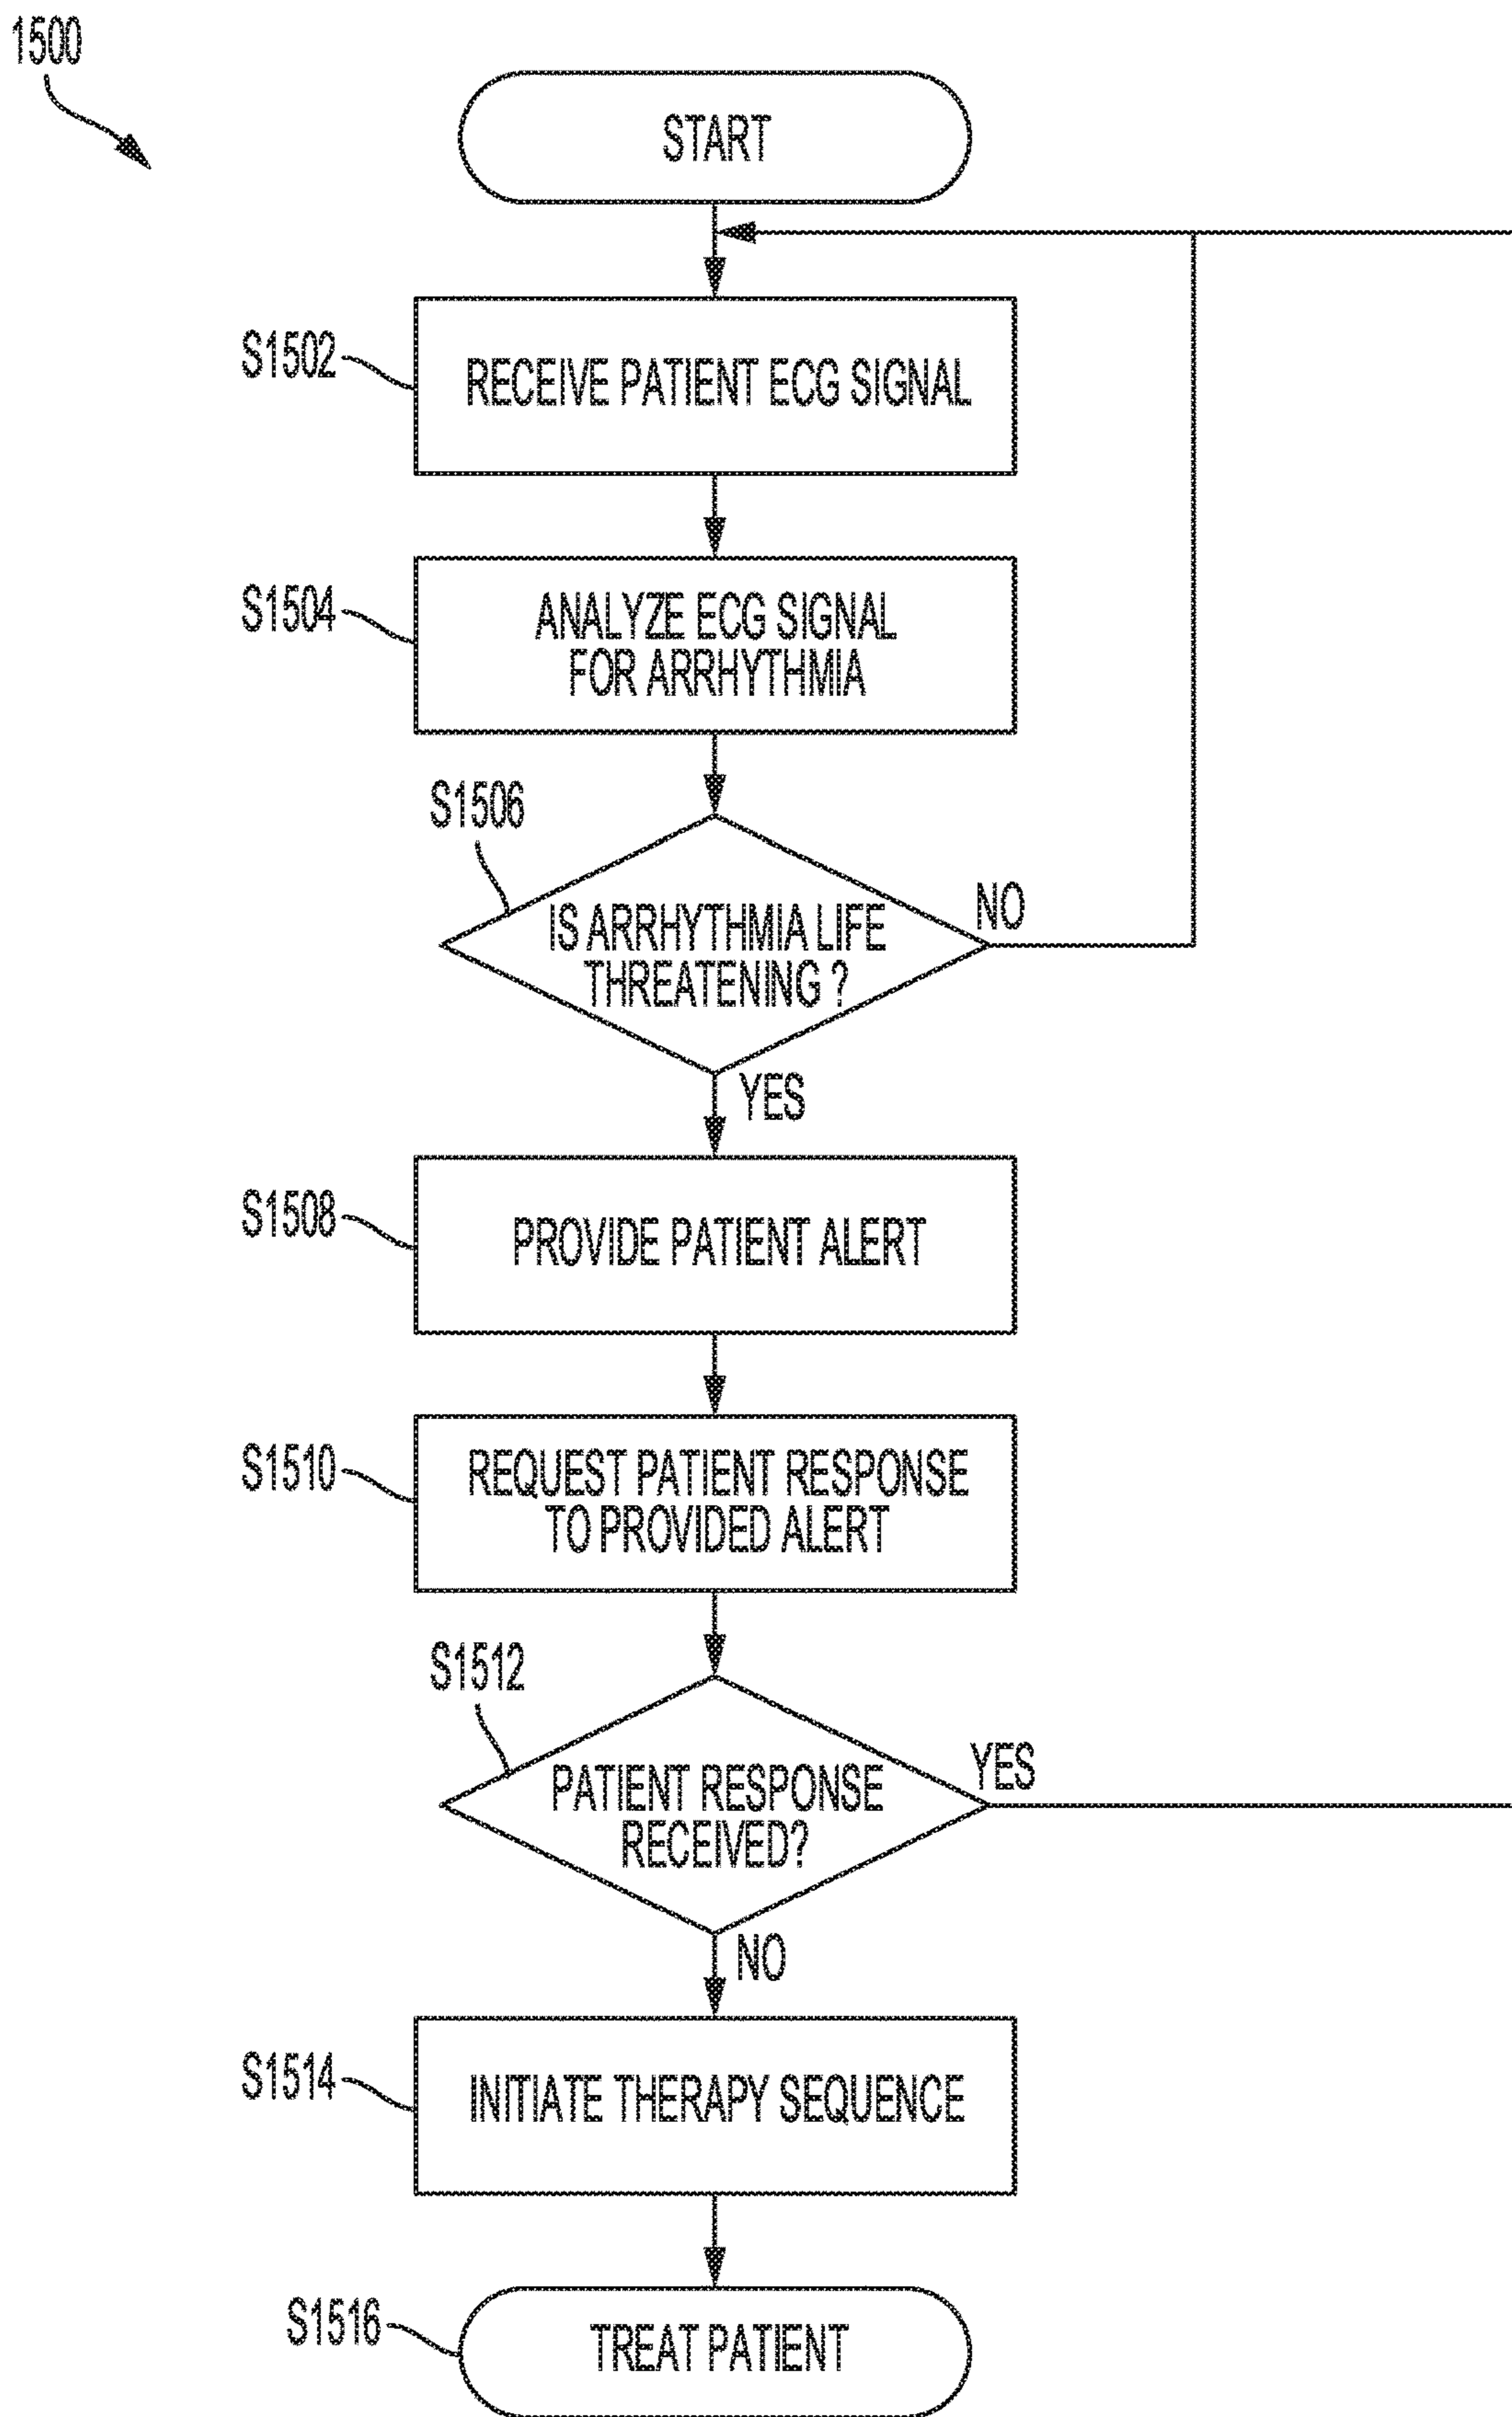 1500
START
S1502
RECEIVE PATIENT ECG SIGNAL
S1504
ANALYZE ECG SIGNAL
FOR ARRHYTHMIA
S1506
IS ARRHYTHMIA LIFE
THREATENING ?
NO
YES
S1508
PROVIDE PATIENT ALERT
S1510
REQUEST PATIENT RESPONSE
TO PROVIDED ALERT
S1512
PATIENT RESPONSE
RECEIVED?
YES
NO
S1514
INITIATE THERAPY SEQUENCE
S1516
TREAT PATIENT